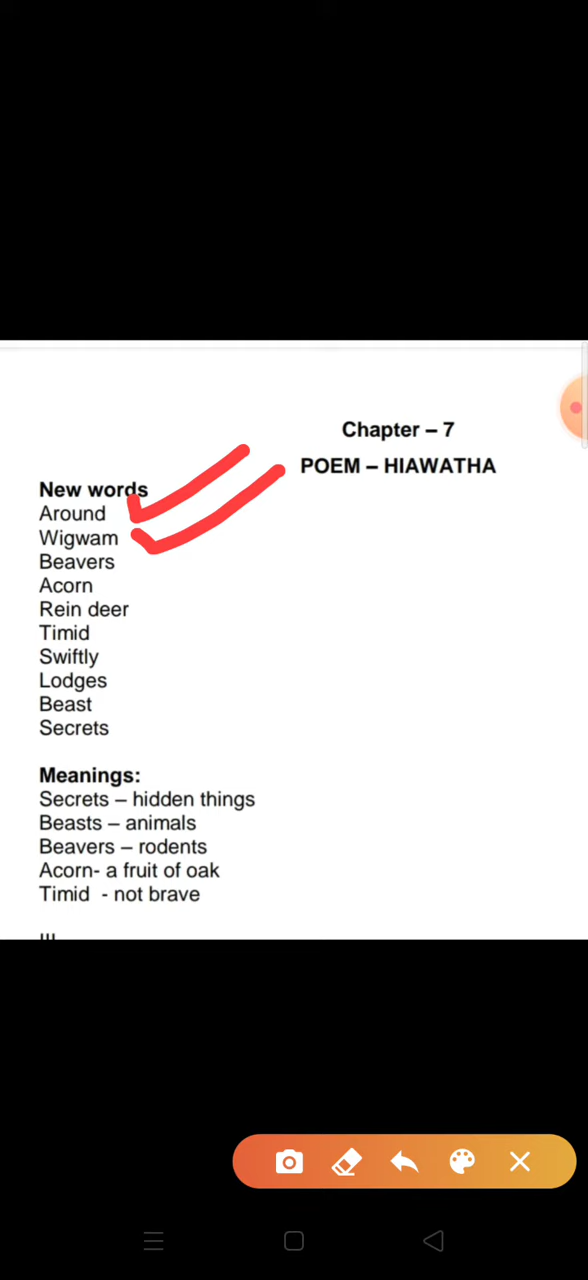 Chapter – 7
POEM – HIAWATHA
New words
Around
Wigwam
Beavers
Acorn
Rein deer
Timid
Swiftly
Lodges
Beast
Secrets
Meanings:
Secrets – hidden things
Beasts – animals
Beavers – rodents
Acorn- a fruit of oak
Timid - not brave